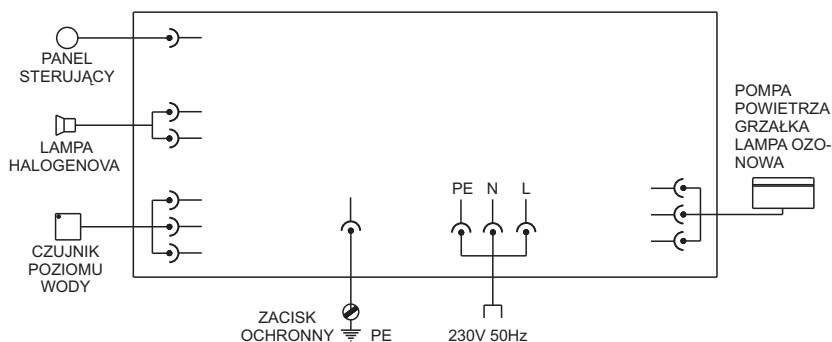 PANEL
STERUJĄCY
LAMPA
HALOGENOVA
CZUJNIK
POZIOMU
WODY
ZACISK
OCHRONNY
PE
PE N L
230V 50Hz
POMPA
POWIETRZA
GRZAŁKA
LAMPA OZO-
NOWA